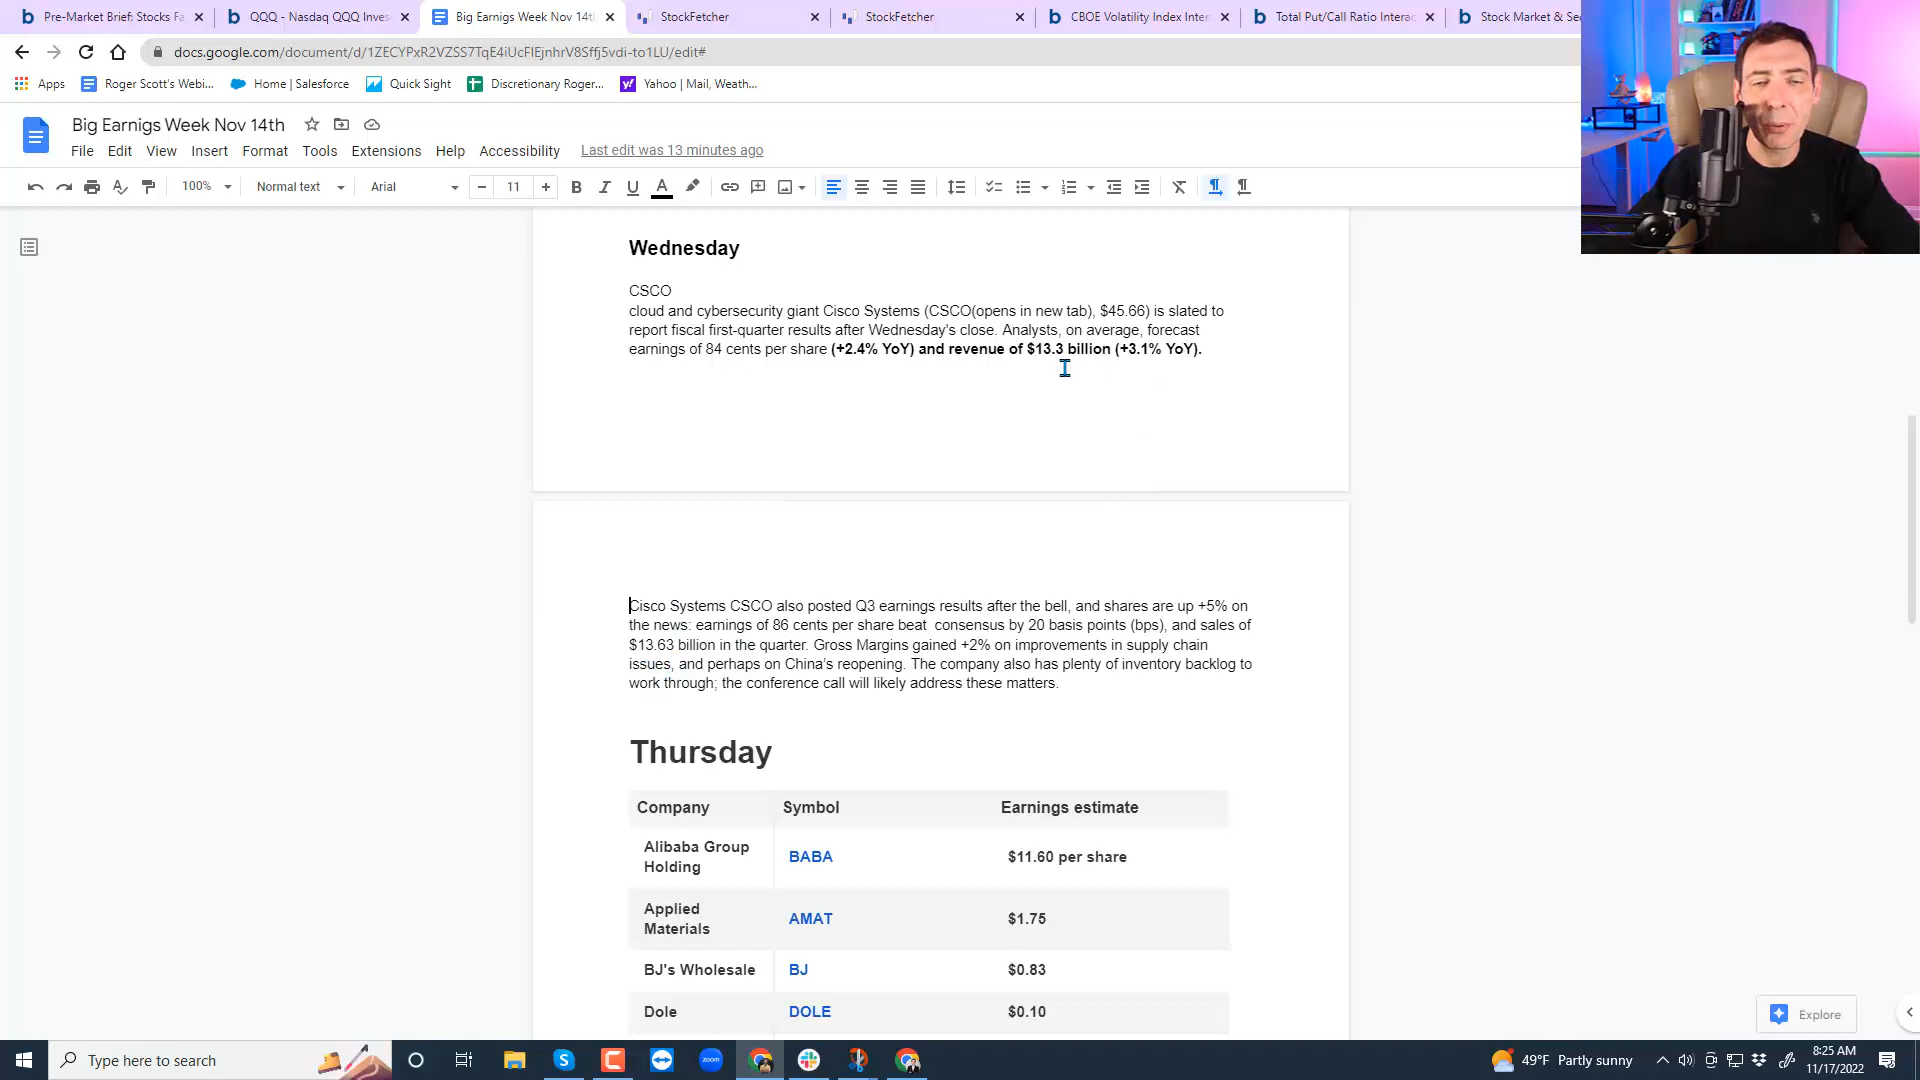 Pre-Market Brief: Stocks Fa
QQQ - Nasdaq QQQ Inves
Big Earnigs Week Nov 14th
StockFetcher
StockFetcher
CBOE Volatility Index Inter
Total Put/Call Ratio Interac
Stock Market & Sec
docs.google.com/document/d/1ZECYPxR2VZSS7TqE4iUcFIEjnhrV8Sffj5vdi-to1LU/edit#
Apps
Roger Scott's Webi...
Home | Salesforce
Quick Sight
Discretionary Roger...
Yahoo | Mail, Weath...
Big Earnigs Week Nov 14th
File Edit View Insert Format Tools Extensions Help Accessibility Last edit was 13 minutes ago
100% Normal text Arial 11
Wednesday
CSCO
cloud and cybersecurity giant Cisco Systems (CSCO(opens in new tab), $45.66) is slated to
report fiscal first-quarter results after Wednesday's close. Analysts, on average, forecast
earnings of 84 cents per share (+2.4% YoY) and revenue of $13.3 billion (+3.1% YoY).
Cisco Systems CSCO also posted Q3 earnings results after the bell, and shares are up +5% on
the news: earnings of 86 cents per share beat consensus by 20 basis points (bps), and sales of
$13.63 billion in the quarter. Gross Margins gained +2% on improvements in supply chain
issues, and perhaps on China's reopening. The company also has plenty of inventory backlog to
work through; the conference call will likely address these matters.
Thursday
Company Symbol Earnings estimate
Alibaba Group
Holding
BABA $11.60 per share
Applied
Materials
AMAT $1.75
BJ's Wholesale BJ $0.83
Dole DOLE $0.10
Explore
Type here to search
zoom
49°F Partly sunny
8:25 AM
11/17/2022